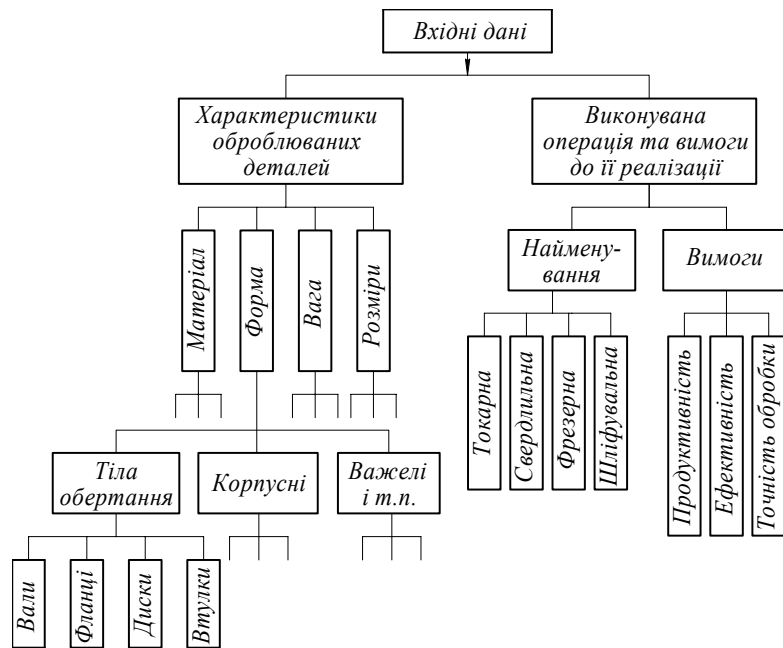 Вхідні дані
Характеристики
оброблюваних
деталей
Виконувана
операція та вимоги
до її реалізації
Матеріал
Форма
Вага
Розміри
Наймену-
вання
Вимоги
Токарна
Свердлильна
Фрезерна
Шліфувальна
Продуктивність
Ефективність
Точність обробки
Тіла
обертання
Корпусні
Важелі
і т.п.
Вали
Фланці
Диски
Втулки